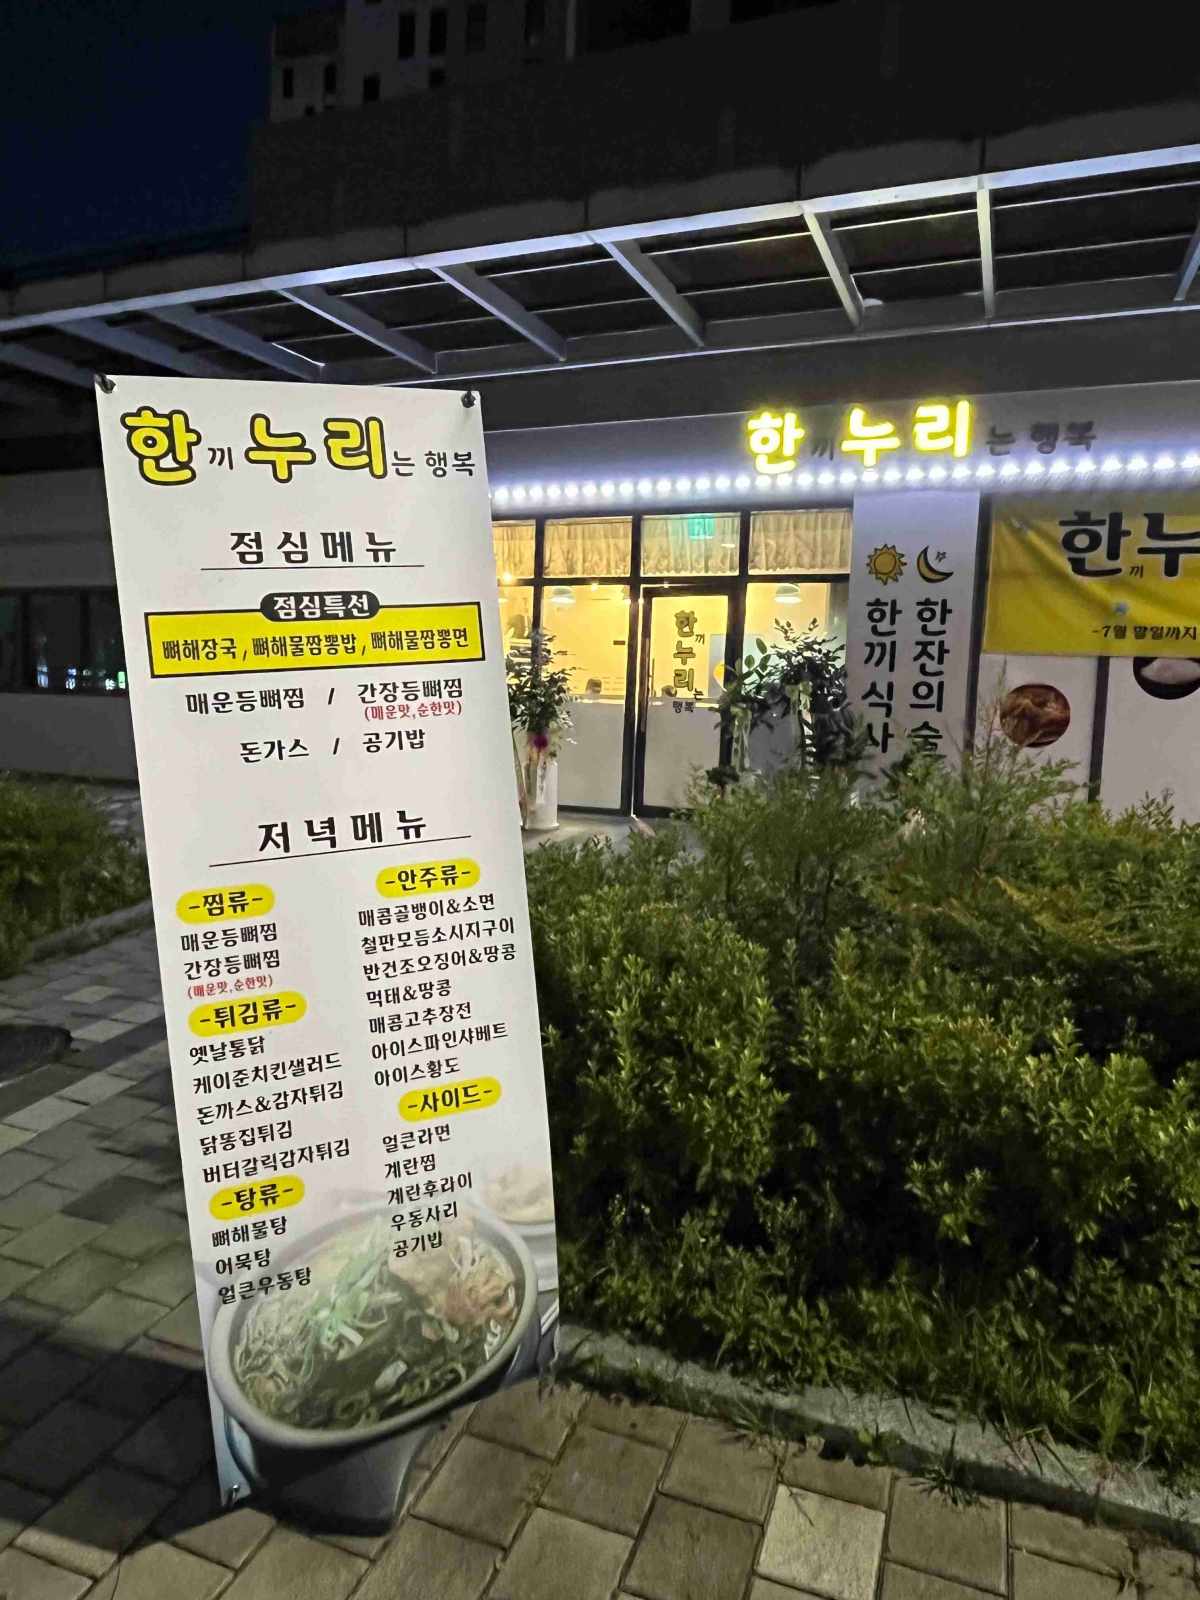 한끼누리는 행복
점심메뉴
점심특선
뼈해장국, 뼈해물짬뽕밥, 뼈해물짬뽕면
매운등뼈찜 / 간장등뼈찜
(매운맛,순한맛)
돈가스 / 공기밥
저녁메뉴
-찜류-
매운등뼈찜
간장등뼈찜
(매운맛,순한맛)
-튀김류-
옛날통닭
케이준치킨샐러드
돈까스&감자튀김
닭똥집튀김
버터갈릭감자튀김
-탕류-
뼈해물탕
어묵탕
얼큰우동탕
-안주류-
매콤골뱅이&소면
철판모듬소시지구이
반건조오징어&땅콩
먹태&땅콩
매콤고추장전
아이스파인샤베트
아이스황도
-사이드-
얼큰라면
계란찜
계란후라이
우동사리
공기밥
한끼누리는 행복
한끼누리는 행복
한끼식사
한잔의술
한끼누
-7월 말일까지